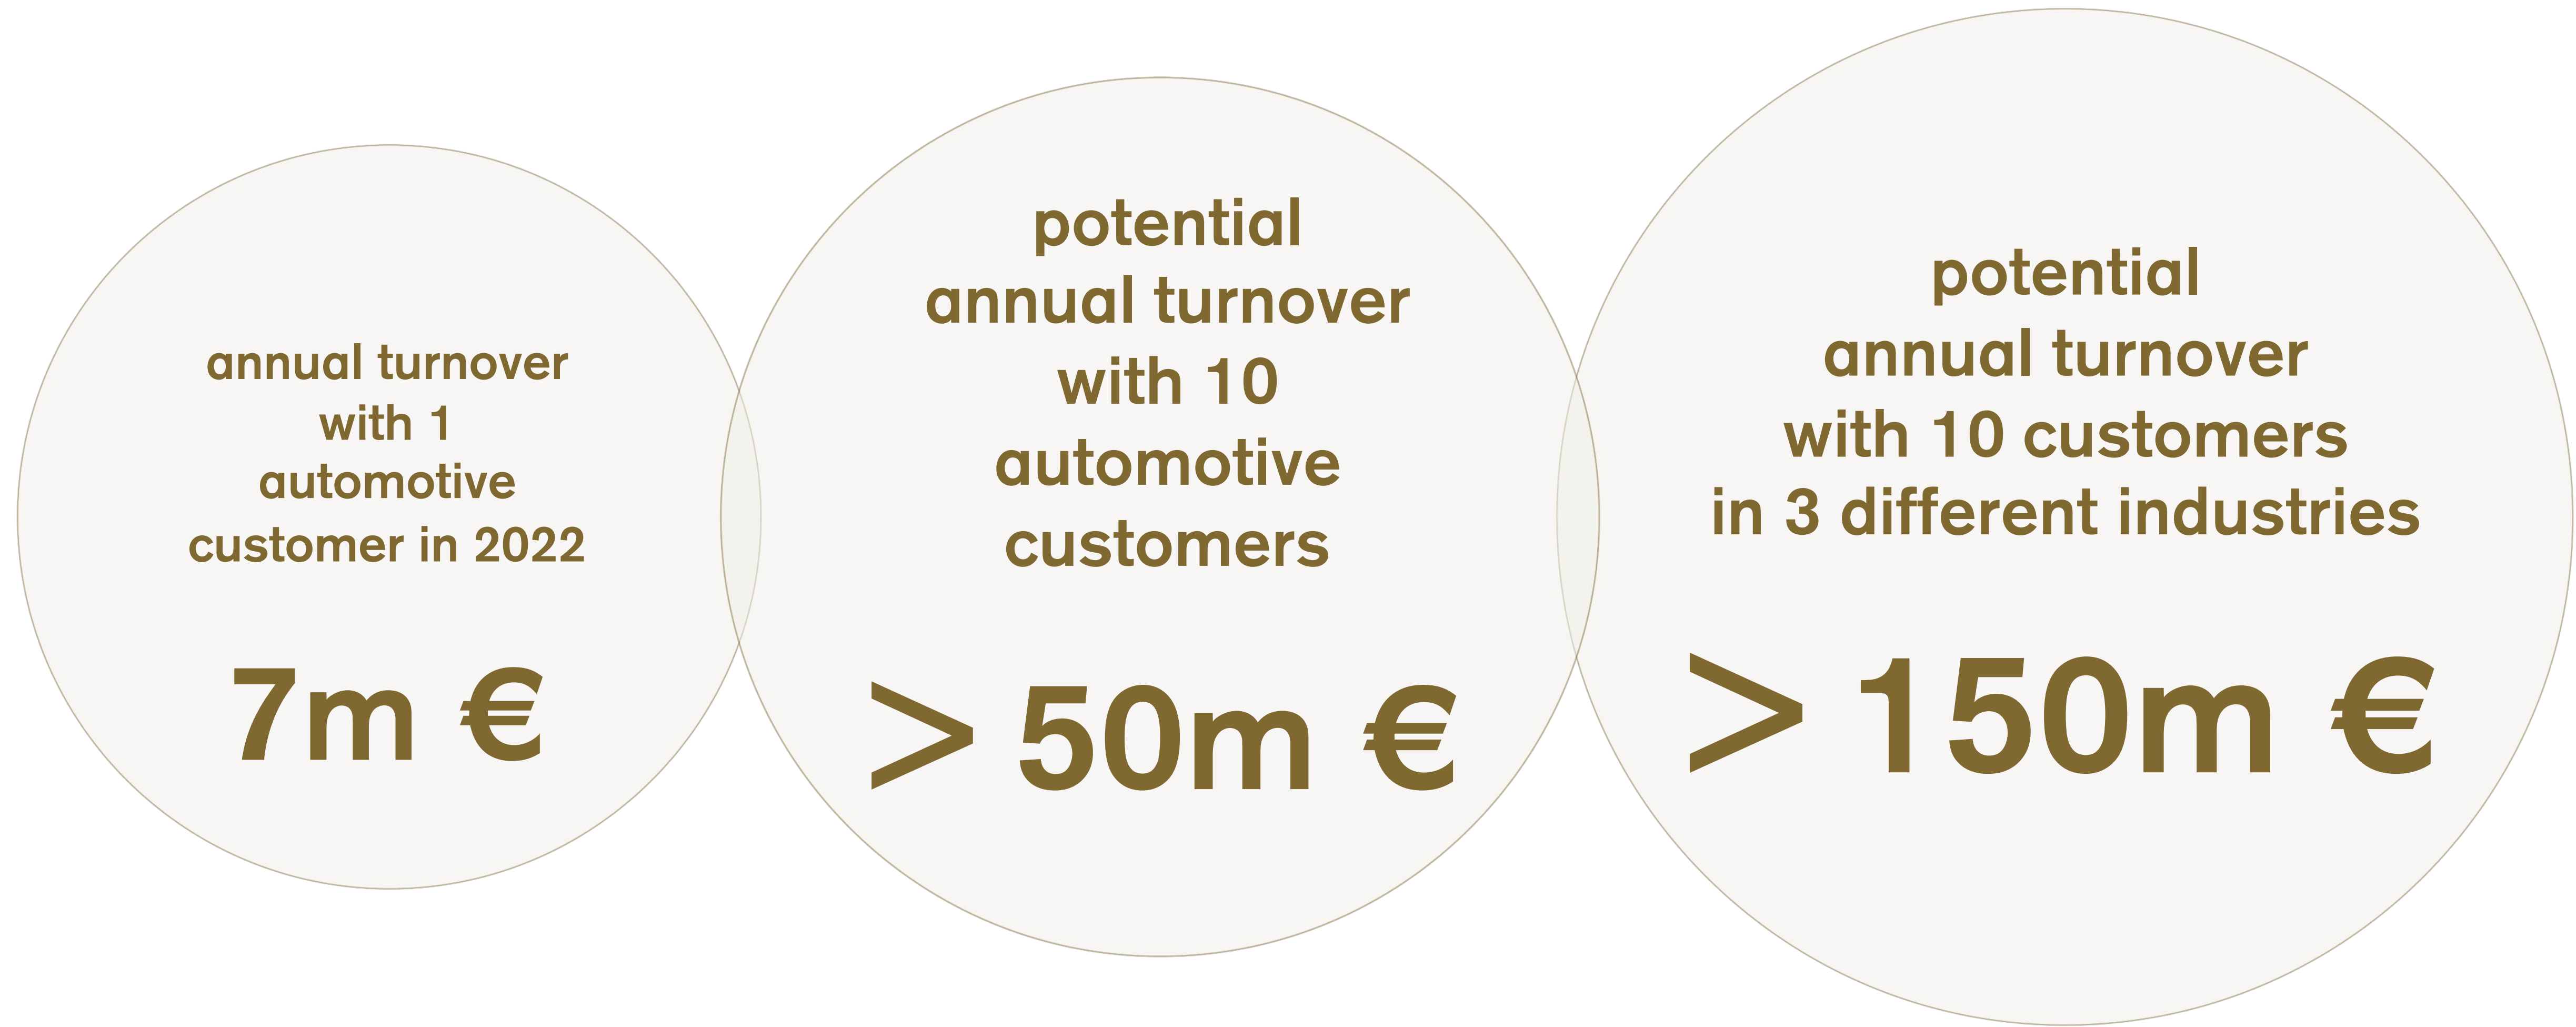 annual turnover
with 1
automotive
customer in 2022
7m €
potential
annual turnover
with 10
automotive
customers
> 50m €
potential
annual turnover
with 10 customers
in 3 different industries
> 150m €